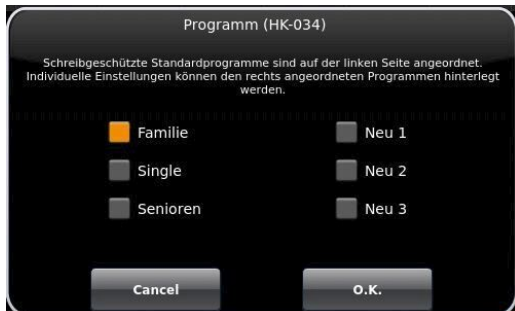 Programm (HK-034)
Schreibgeschützte Standardprogramme sind auf der linken Seite angeordnet.
Individuelle Einstellungen können den rechts angeordneten Programmen hinterlegt
werden.
Familie Neu 1
Single Neu 2
Senioren Neu 3
Cancel O.K.